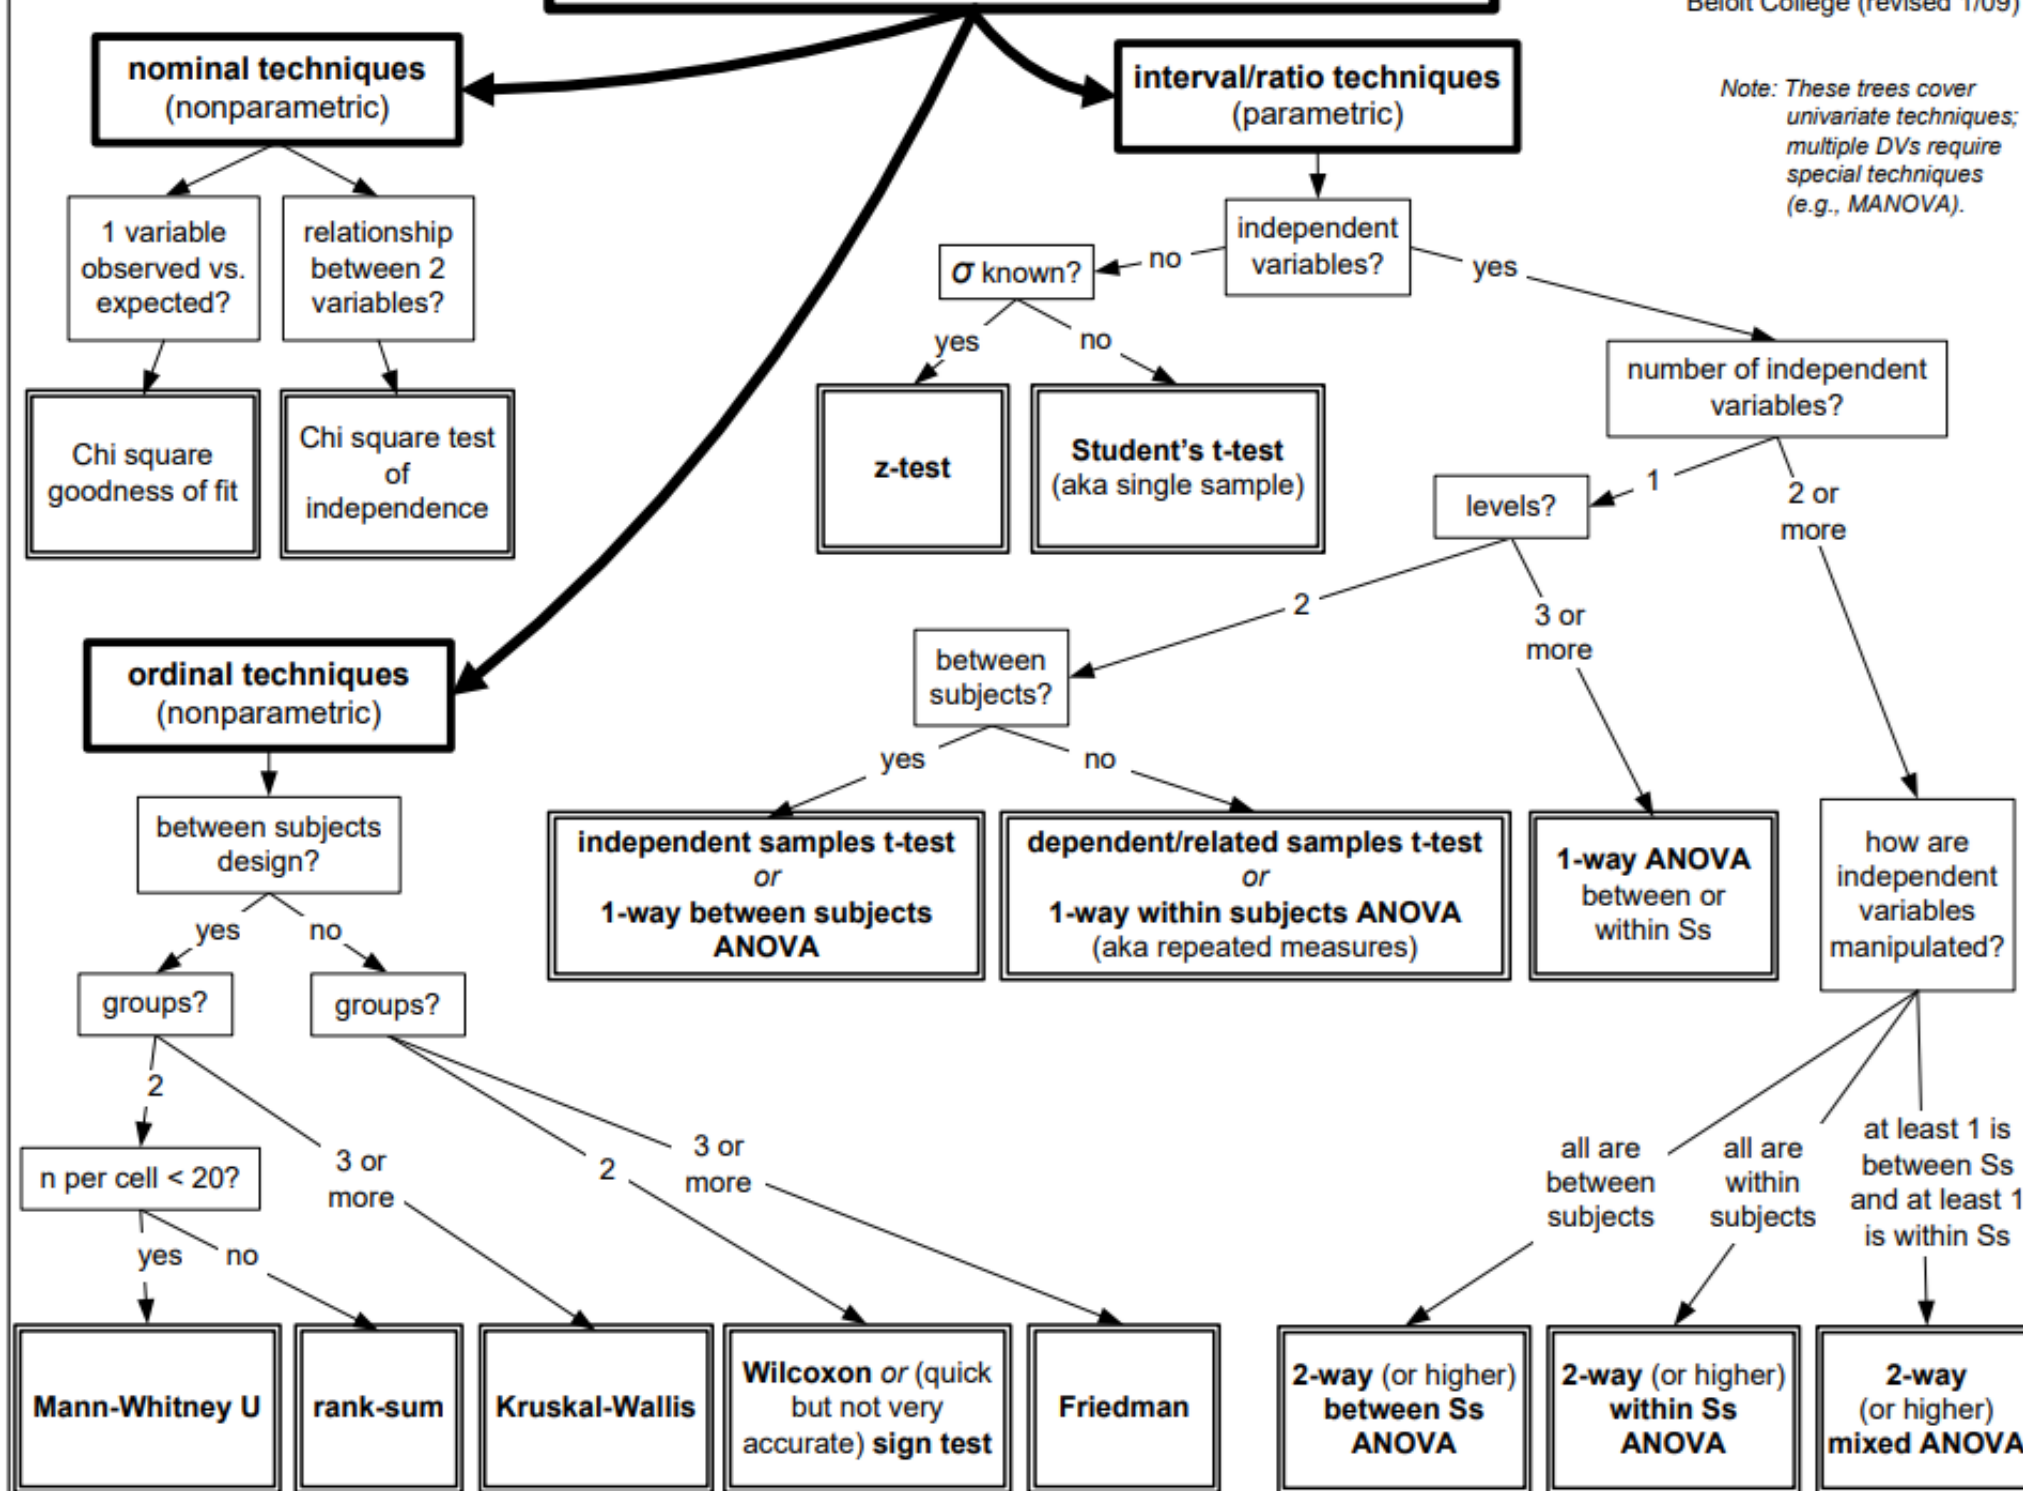 Beloit College (revised 1/09)
nominal techniques
(nonparametric)
interval/ratio techniques
(parametric)
Note: These trees cover
univariate techniques;
multiple DVs require
special techniques
(e.g., MANOVA).
1 variable
observed vs.
expected?
relationship
between 2
variables?
independent
variables?
σ known?
no
yes
yes
no
number of independent
variables?
Chi square
goodness of fit
Chi square test
of
independence
z-test
Student's t-test
(aka single sample)
levels?
1
2 or
more
2
3 or
more
ordinal techniques
(nonparametric)
between
subjects?
yes
no
between subjects
design?
independent samples t-test
or
1-way between subjects
ANOVA
dependent/related samples t-test
or
1-way within subjects ANOVA
(aka repeated measures)
1-way ANOVA
between or
within Ss
how are
independent
variables
manipulated?
yes
no
groups?
groups?
2
3 or
more
2
3 or
more
n per cell < 20?
yes
no
all are
between
subjects
all are
within
subjects
at least 1 is
between Ss
and at least 1
is within Ss
Mann-Whitney U
rank-sum
Kruskal-Wallis
Wilcoxon or (quick
but not very
accurate) sign test
Friedman
2-way (or higher)
between Ss
ANOVA
2-way (or higher)
within Ss
ANOVA
2-way
(or higher)
mixed ANOVA